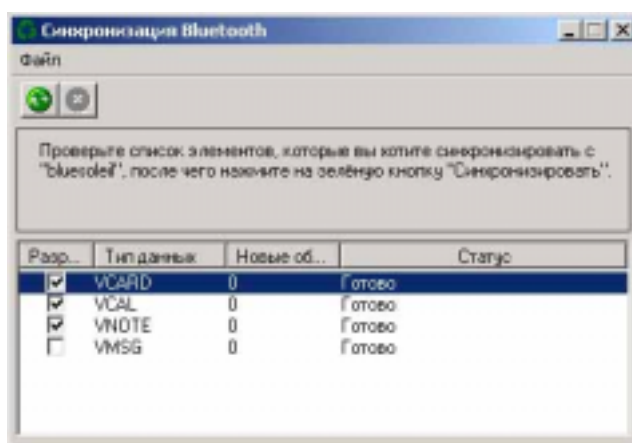 Синхронизация Bluetooth
Файл
Проверьте список элементов, которые вы хотите синхронизировать с
"bluesoleil", после чего нажмите на зелёную кнопку "Синхронизировать".
Разр... Тип данных Новые об... Статус
VCARD 0 Готово
VCAL 0 Готово
VNOTE 0 Готово
VMSG 0 Готово